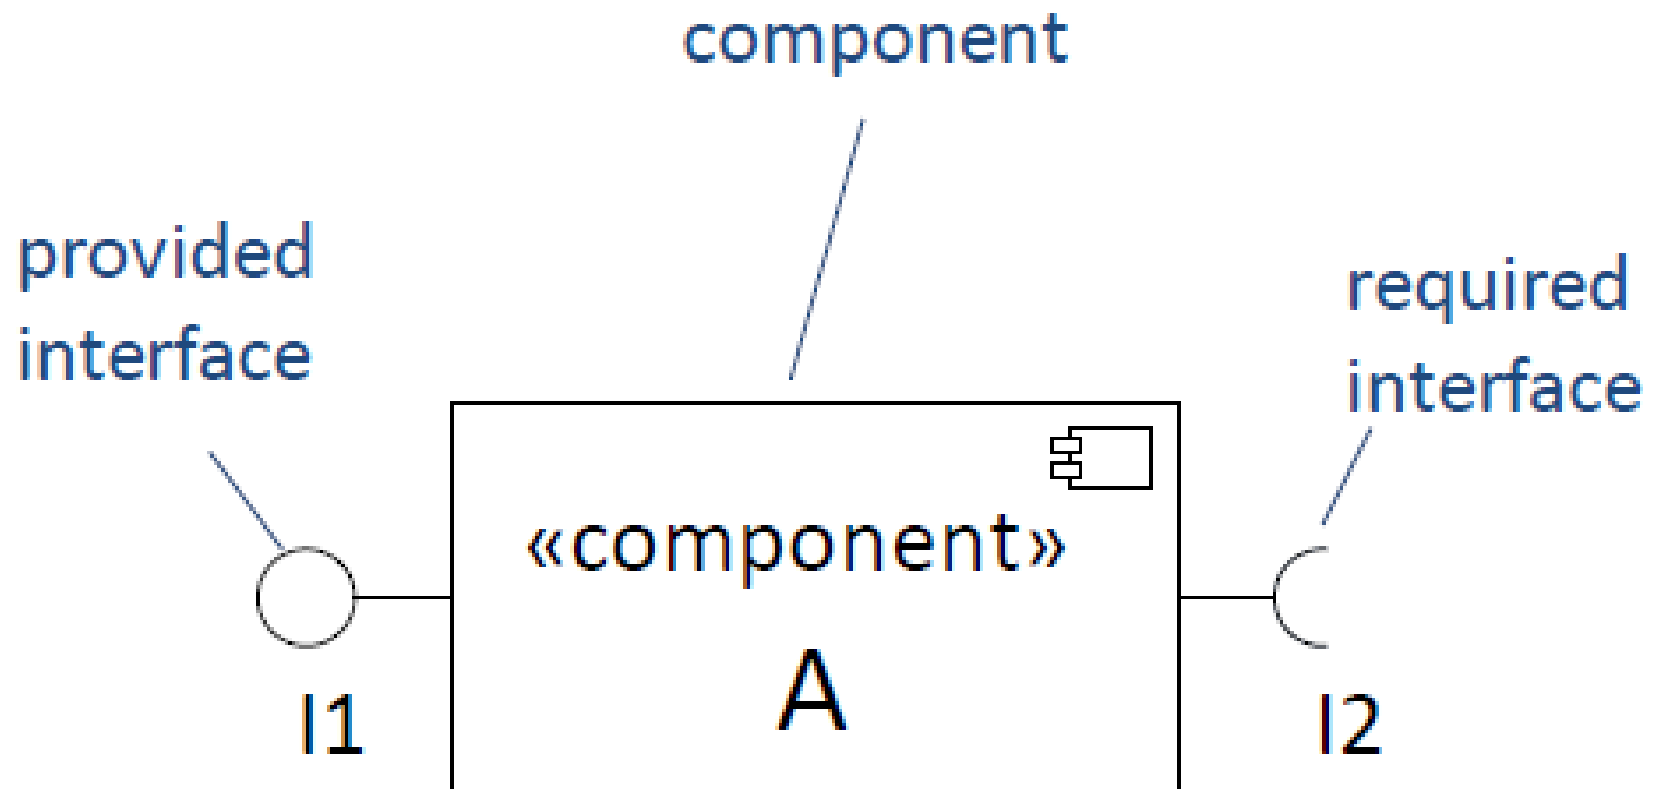 component
provided
interface
required
interface
«component»
A
I1
I2